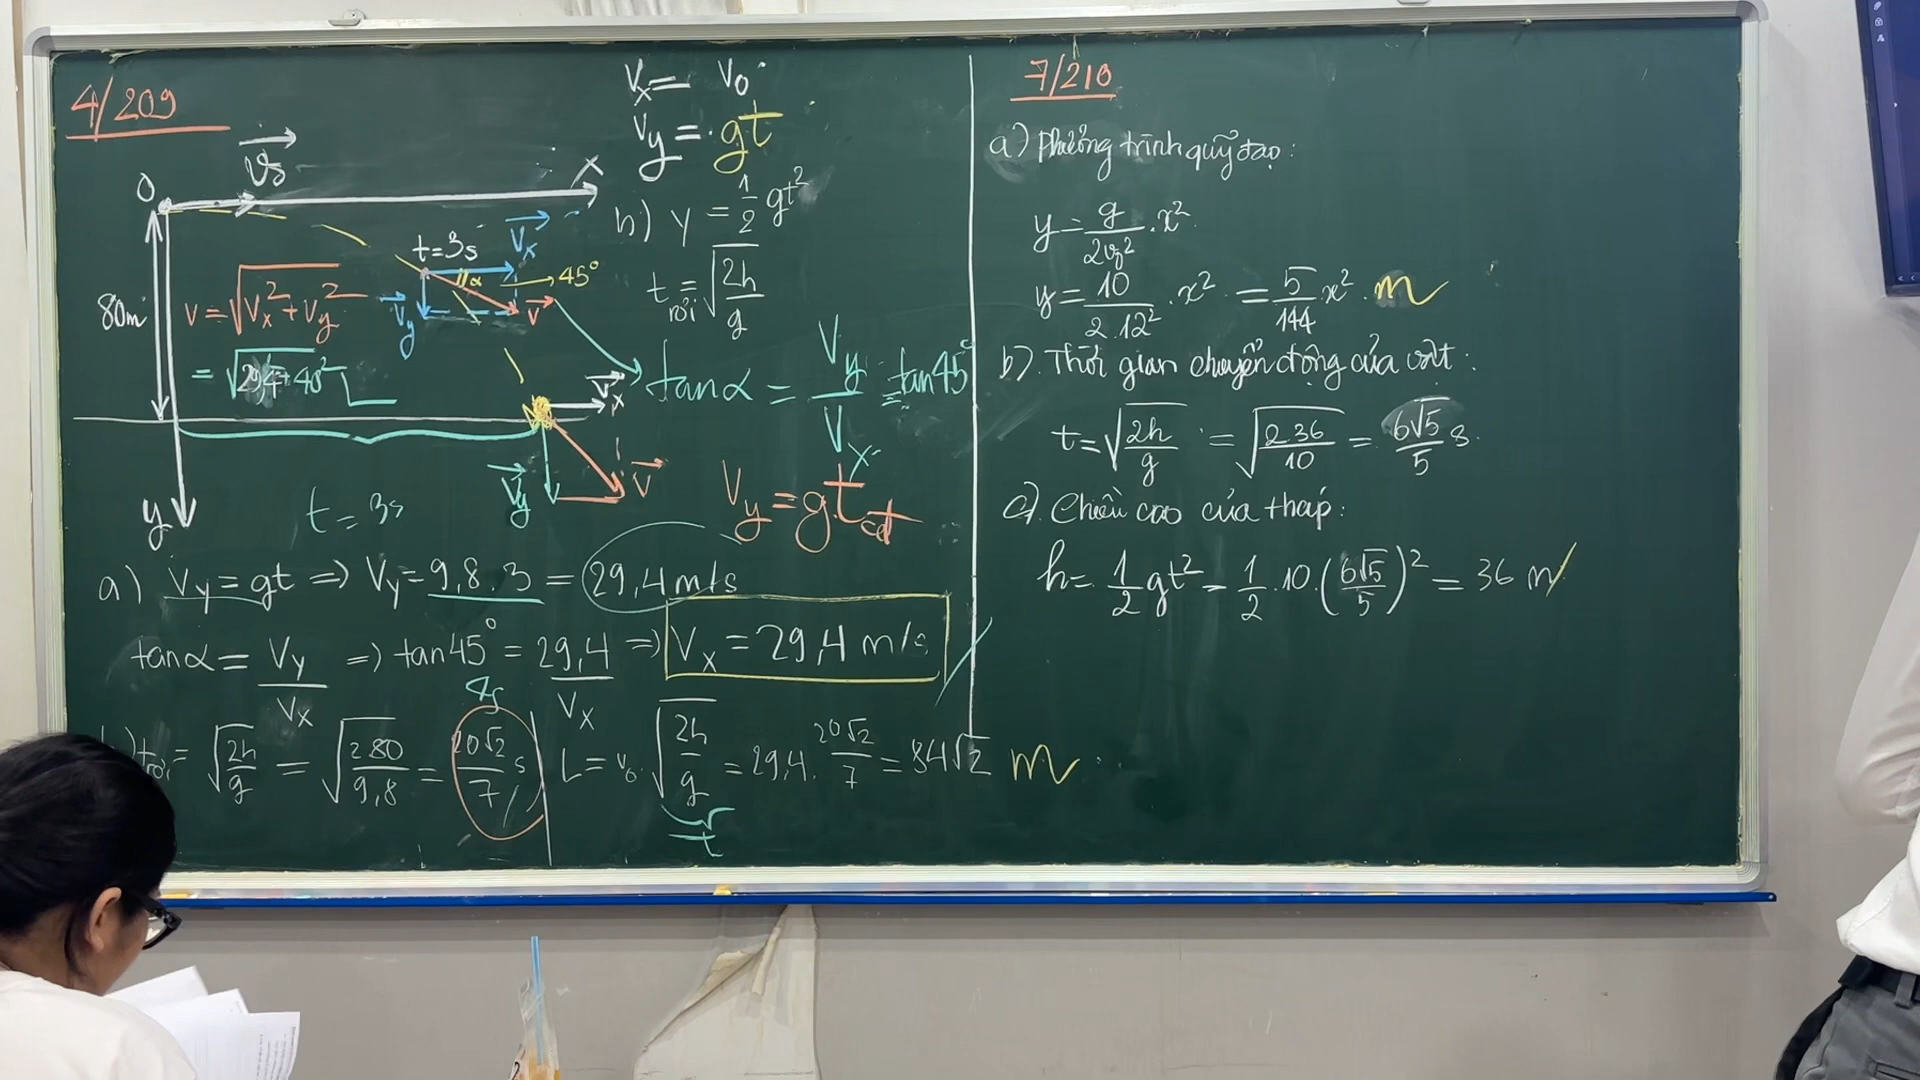 4/209
Vx = V0
Vy = gt
O
V0
x
80m
t=3s
Vx
α → 45°
Vy
V
V = √(Vx² + Vy²)
= √(29,4² + 40²)
Vx
Vy
V
y
t = 3s
b) y = 1/2 gt²
t rơi = √(2h/g)
tanα = Vy/Vx = tan45°
Vy = gt cđ
a) Vy = gt ⇒ Vy = 9,8 . 3 = 29,4 m/s
tanα = Vy/Vx ⇒ tan45° = 29,4/Vx ⇒ Vx = 29,4 m/s
4s
) t rơi = √(2h/g) = √(2.80/9,8) = 20√2/7 s
L = v0 . √(2h/g) = 29,4 . 20√2/7 = 84√2 m
t
7/210
a) Phương trình quỹ đạo:
y = g/(2v0²) . x²
y = 10/(2.12²) . x² = 5/144 x² m
b) Thời gian chuyển động của vật:
t = √(2h/g) = √(2.36/10) = 6√5/5 s
c) Chiều cao của tháp:
h = 1/2 gt² = 1/2 . 10 . (6√5/5)² = 36 m